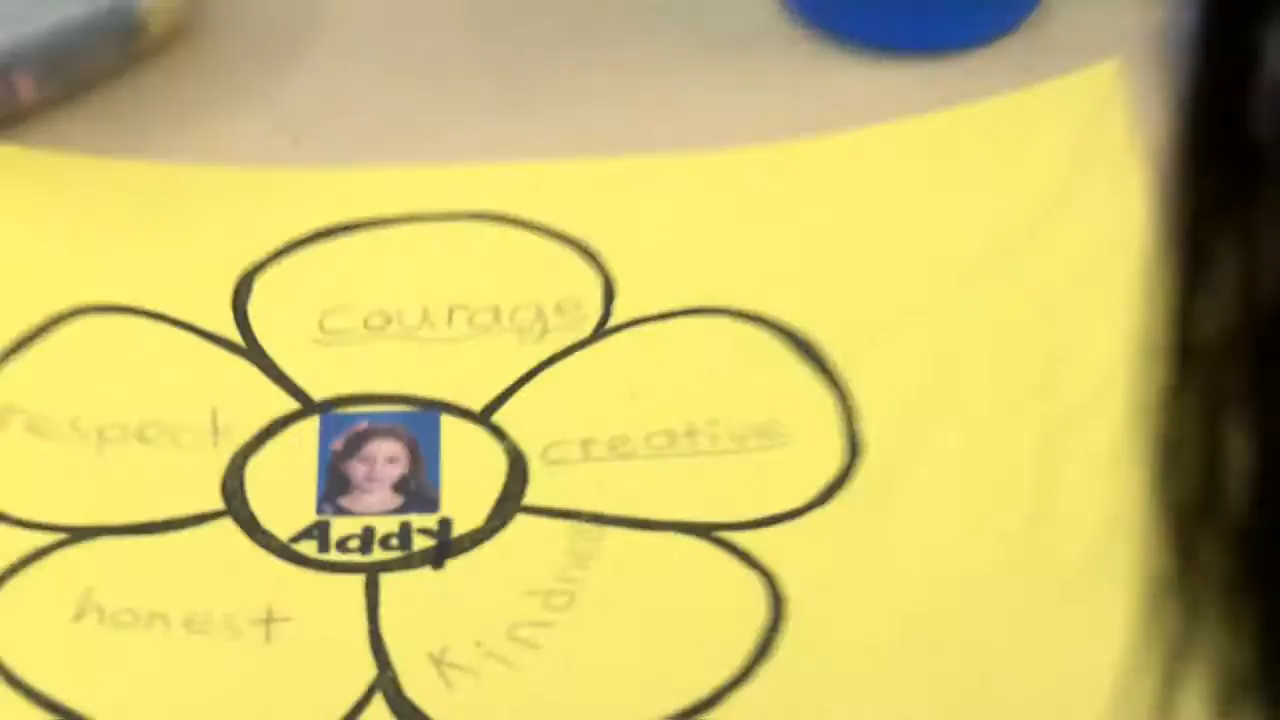 courage
respect
creative
Addy
honest
Kindness